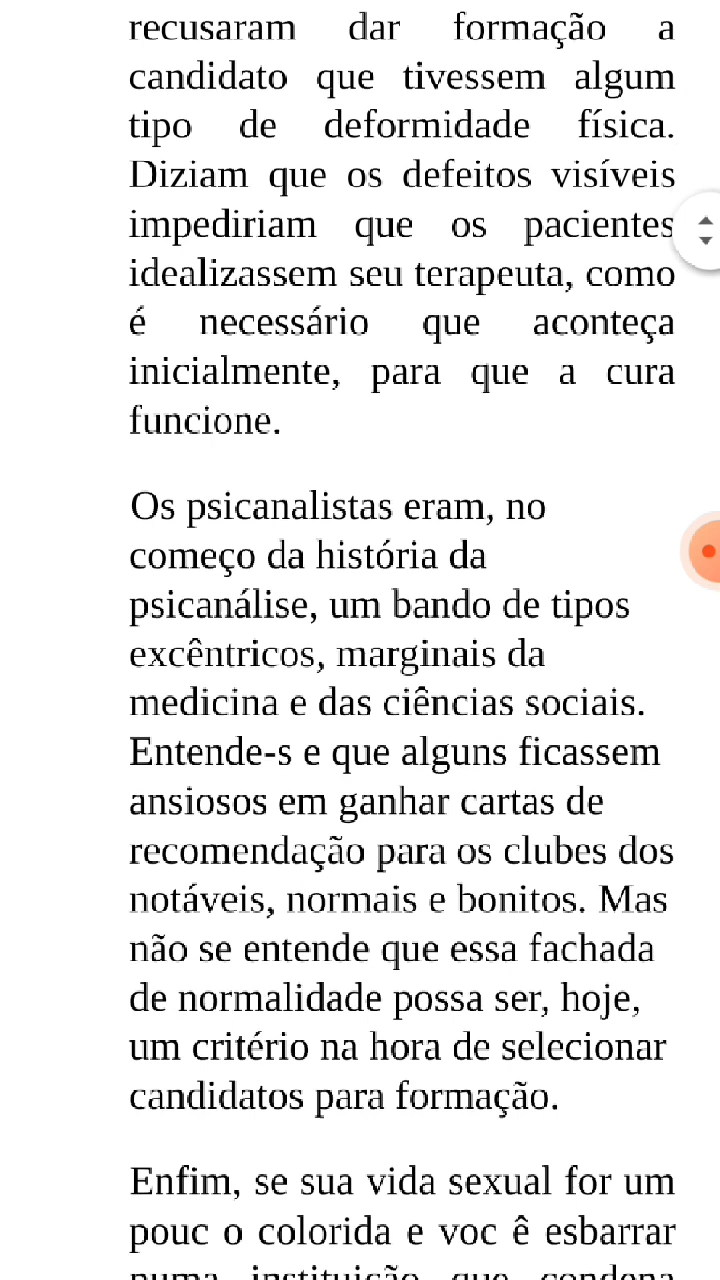 recusaram dar formação a
candidato que tivessem algum
tipo de deformidade física.
Diziam que os defeitos visíveis
impediriam que os pacientes
idealizassem seu terapeuta, como
é necessário que aconteça
inicialmente, para que a cura
funcione.
Os psicanalistas eram, no
começo da história da
psicanálise, um bando de tipos
excêntricos, marginais da
medicina e das ciências sociais.
Entende-s e que alguns ficassem
ansiosos em ganhar cartas de
recomendação para os clubes dos
notáveis, normais e bonitos. Mas
não se entende que essa fachada
de normalidade possa ser, hoje,
um critério na hora de selecionar
candidatos para formação.
Enfim, se sua vida sexual for um
pouc o colorida e voc ê esbarrar
numa instituição que condena